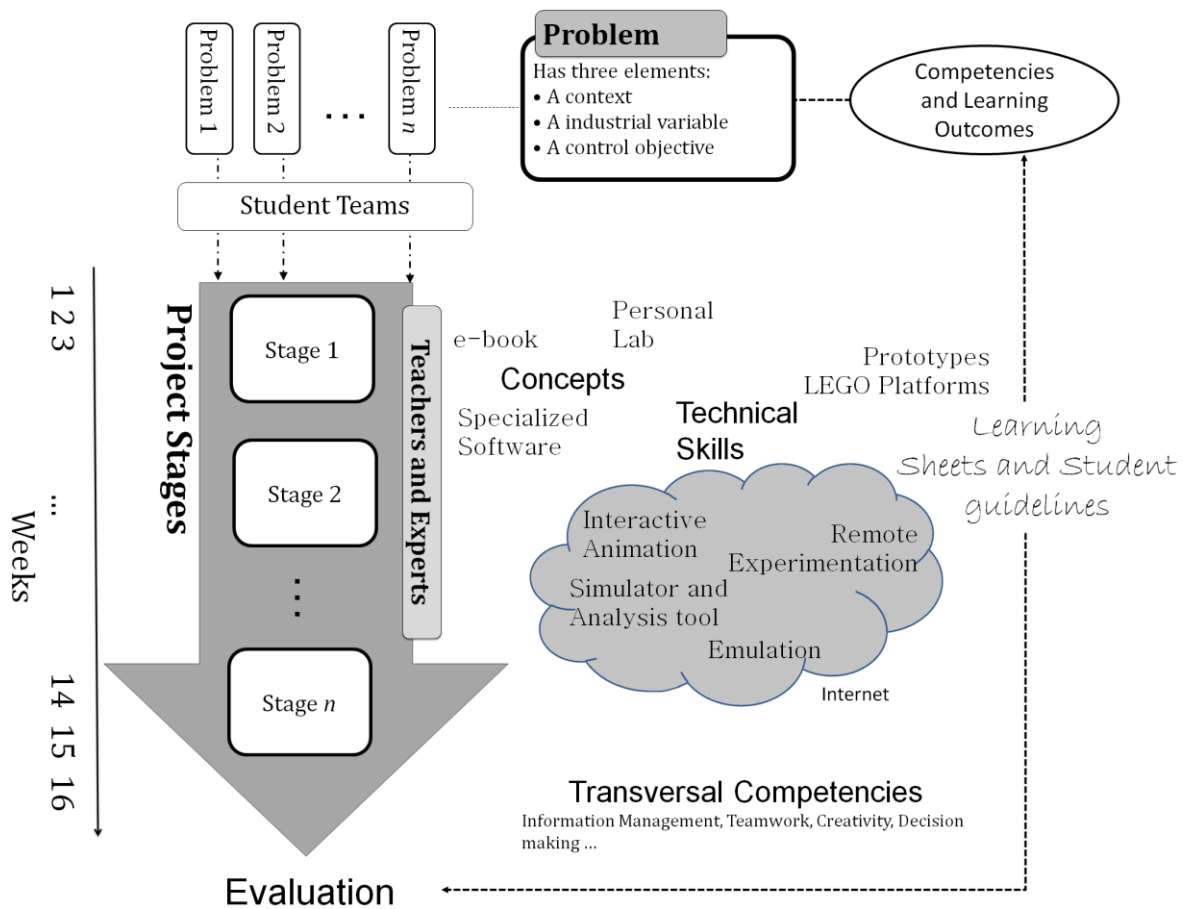 Problem 1
Problem 2
...
Problem n
Problem
Has three elements:
• A context
• A industrial variable
• A control objective
Competencies
and Learning
Outcomes
Student Teams
1 2 3
...
14 15 16
Weeks
Project Stages
Stage 1
Stage 2
...
Stage n
Teachers and Experts
e-book
Personal
Lab
Concepts
Specialized
Software
Technical
Skills
Prototypes
LEGO Platforms
Learning
Sheets and Student
guidelines
Interactive
Animation
Remote
Experimentation
Simulator and
Analysis tool
Emulation
Internet
Transversal Competencies
Information Management, Teamwork, Creativity, Decision
making ...
Evaluation